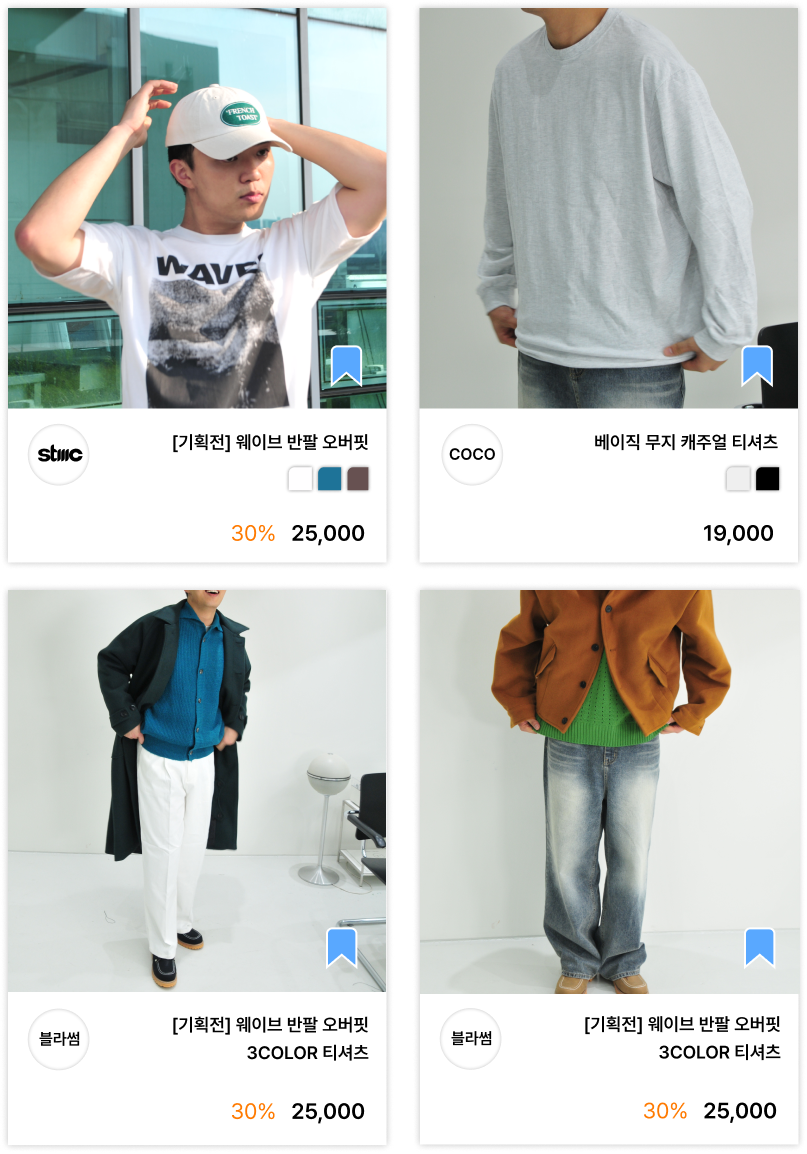 FRENCH
TOAST
WAVE
stmc
[기획전] 웨이브 반팔 오버핏
30% 25,000
COCO
베이직 무지 캐주얼 티셔츠
19,000
블라썸
[기획전] 웨이브 반팔 오버핏
3COLOR 티셔츠
30% 25,000
블라썸
[기획전] 웨이브 반팔 오버핏
3COLOR 티셔츠
30% 25,000